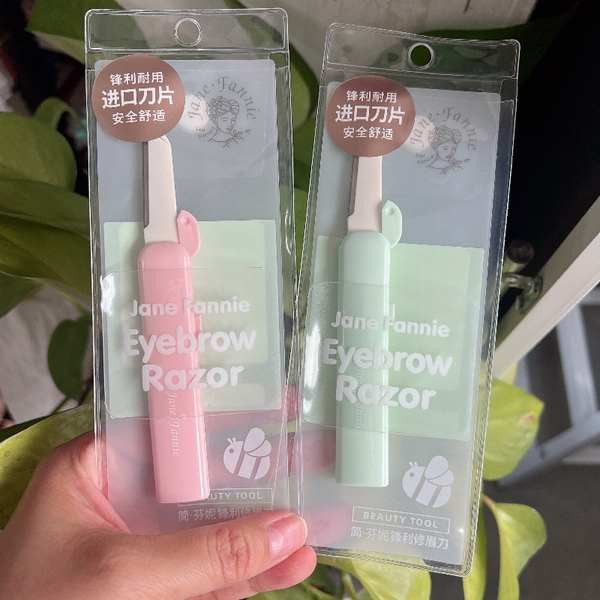 锋利耐用
进口刀片
安全舒适
Jane·Fannie
Jane Fannie
Eyebrow
Razor
Jane Fannie
BEAUTY TOOL
简·芬妮锋利修眉刀
锋利耐用
进口刀片
安全舒适
Jane·Fannie
Jane Fannie
Eyebrow
Razor
BEAUTY TOOL
简·芬妮锋利修眉刀